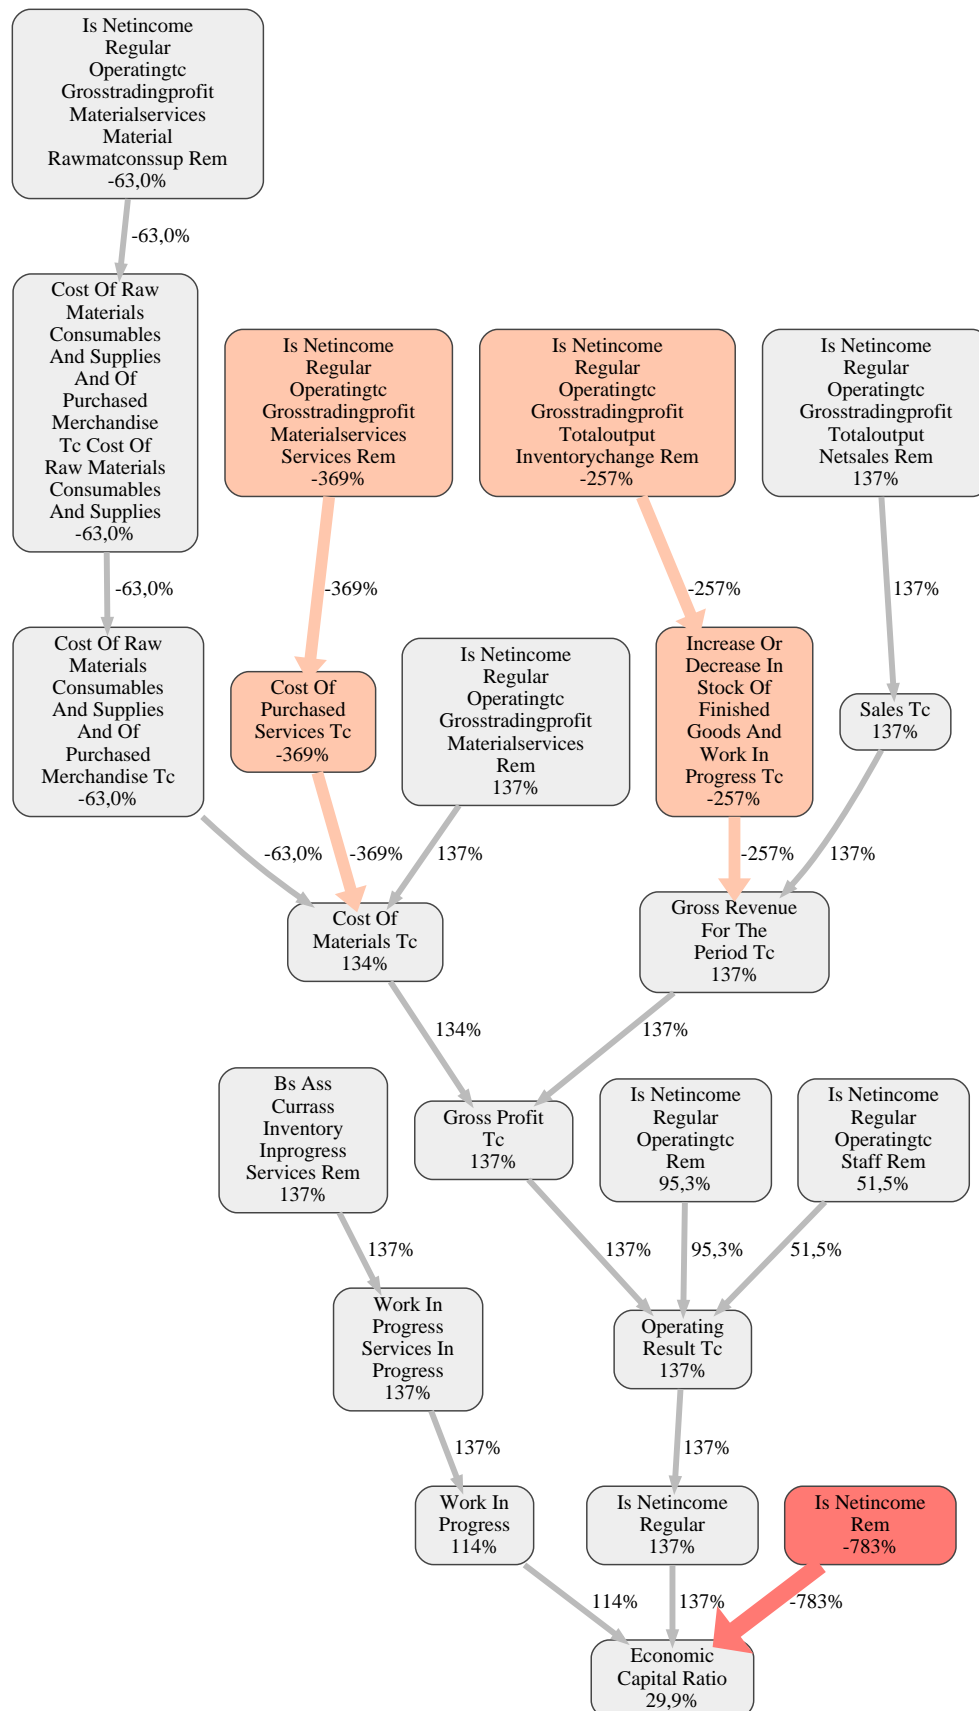 Is Netincome
Regular
Operatingtc
Grosstradingprofit
Materialservices
Material
Rawmatconssup Rem
-63,0%
-63,0%
Cost Of Raw
Materials
Consumables
And Supplies
And Of
Purchased
Merchandise
Tc Cost Of
Raw Materials
Consumables
And Supplies
-63,0%
Is Netincome
Regular
Operatingtc
Grosstradingprofit
Materialservices
Services Rem
-369%
Is Netincome
Regular
Operatingtc
Grosstradingprofit
Totaloutput
Inventorychange Rem
-257%
Is Netincome
Regular
Operatingtc
Grosstradingprofit
Totaloutput
Netsales Rem
137%
-63,0%
-369%
-257%
137%
Cost Of Raw
Materials
Consumables
And Supplies
And Of
Purchased
Merchandise Tc
-63,0%
Cost Of
Purchased
Services Tc
-369%
Is Netincome
Regular
Operatingtc
Grosstradingprofit
Materialservices
Rem
137%
Increase Or
Decrease In
Stock Of
Finished
Goods And
Work In
Progress Tc
-257%
Sales Tc
137%
-63,0%
-369%
137%
-257%
137%
Cost Of
Materials Tc
134%
Gross Revenue
For The
Period Tc
137%
134%
137%
Bs Ass
Currass
Inventory
Inprogress
Services Rem
137%
Gross Profit
Tc
137%
Is Netincome
Regular
Operatingtc
Rem
95,3%
Is Netincome
Regular
Operatingtc
Staff Rem
51,5%
137%
137%
95,3%
51,5%
Work In
Progress
Services In
Progress
137%
Operating
Result Tc
137%
137%
137%
Work In
Progress
114%
Is Netincome
Regular
137%
Is Netincome
Rem
-783%
114%
137%
-783%
Economic
Capital Ratio
29,9%